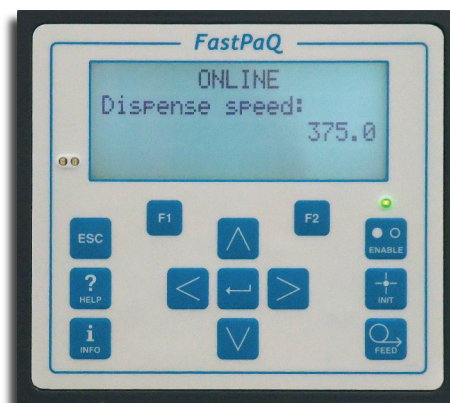 FastPaQ
ONLINE
Dispense speed:
375.0
F1
F2
ESC
ENABLE
?
HELP
INIT
i
INFO
FEED